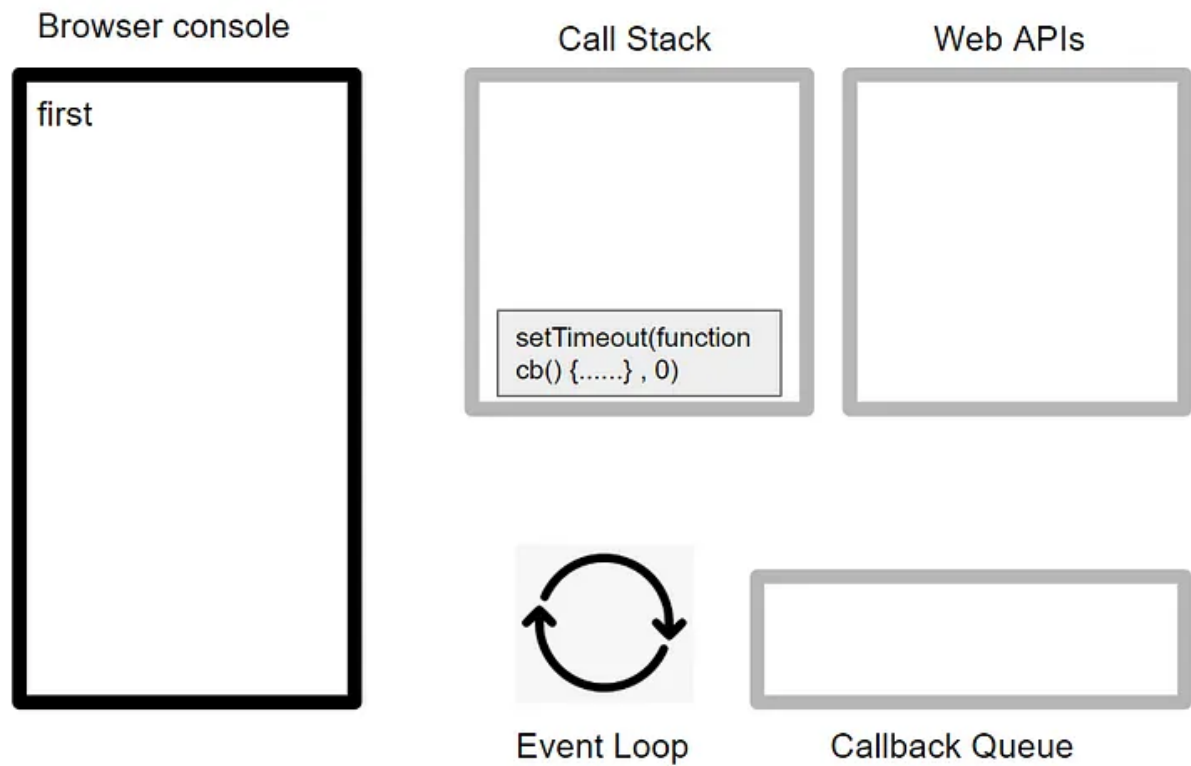 Browser console
Call Stack
Web APIs
first
setTimeout(function
cb() {......} , 0)
Event Loop
Callback Queue